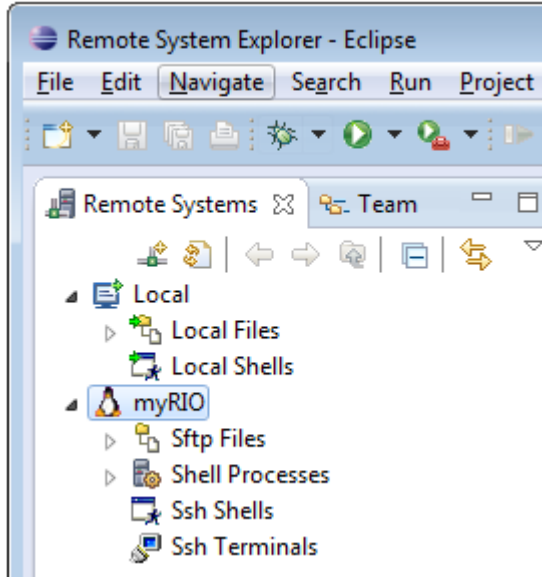 Remote System Explorer - Eclipse
File Edit Navigate Search Run Project
Remote Systems Team
Local
Local Files
Local Shells
myRIO
Sftp Files
Shell Processes
Ssh Shells
Ssh Terminals